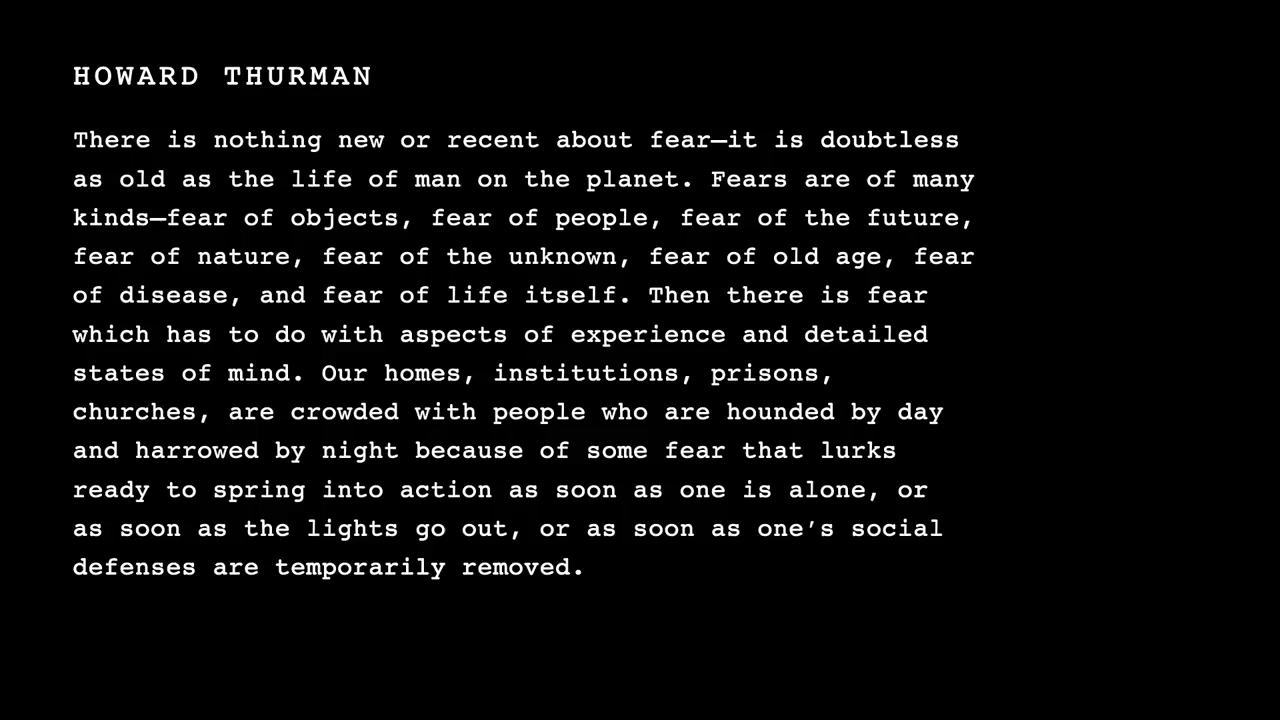 HOWARD THURMAN
There is nothing new or recent about fear—it is doubtless
as old as the life of man on the planet. Fears are of many
kinds—fear of objects, fear of people, fear of the future,
fear of nature, fear of the unknown, fear of old age, fear
of disease, and fear of life itself. Then there is fear
which has to do with aspects of experience and detailed
states of mind. Our homes, institutions, prisons,
churches, are crowded with people who are hounded by day
and harrowed by night because of some fear that lurks
ready to spring into action as soon as one is alone, or
as soon as the lights go out, or as soon as one’s social
defenses are temporarily removed.